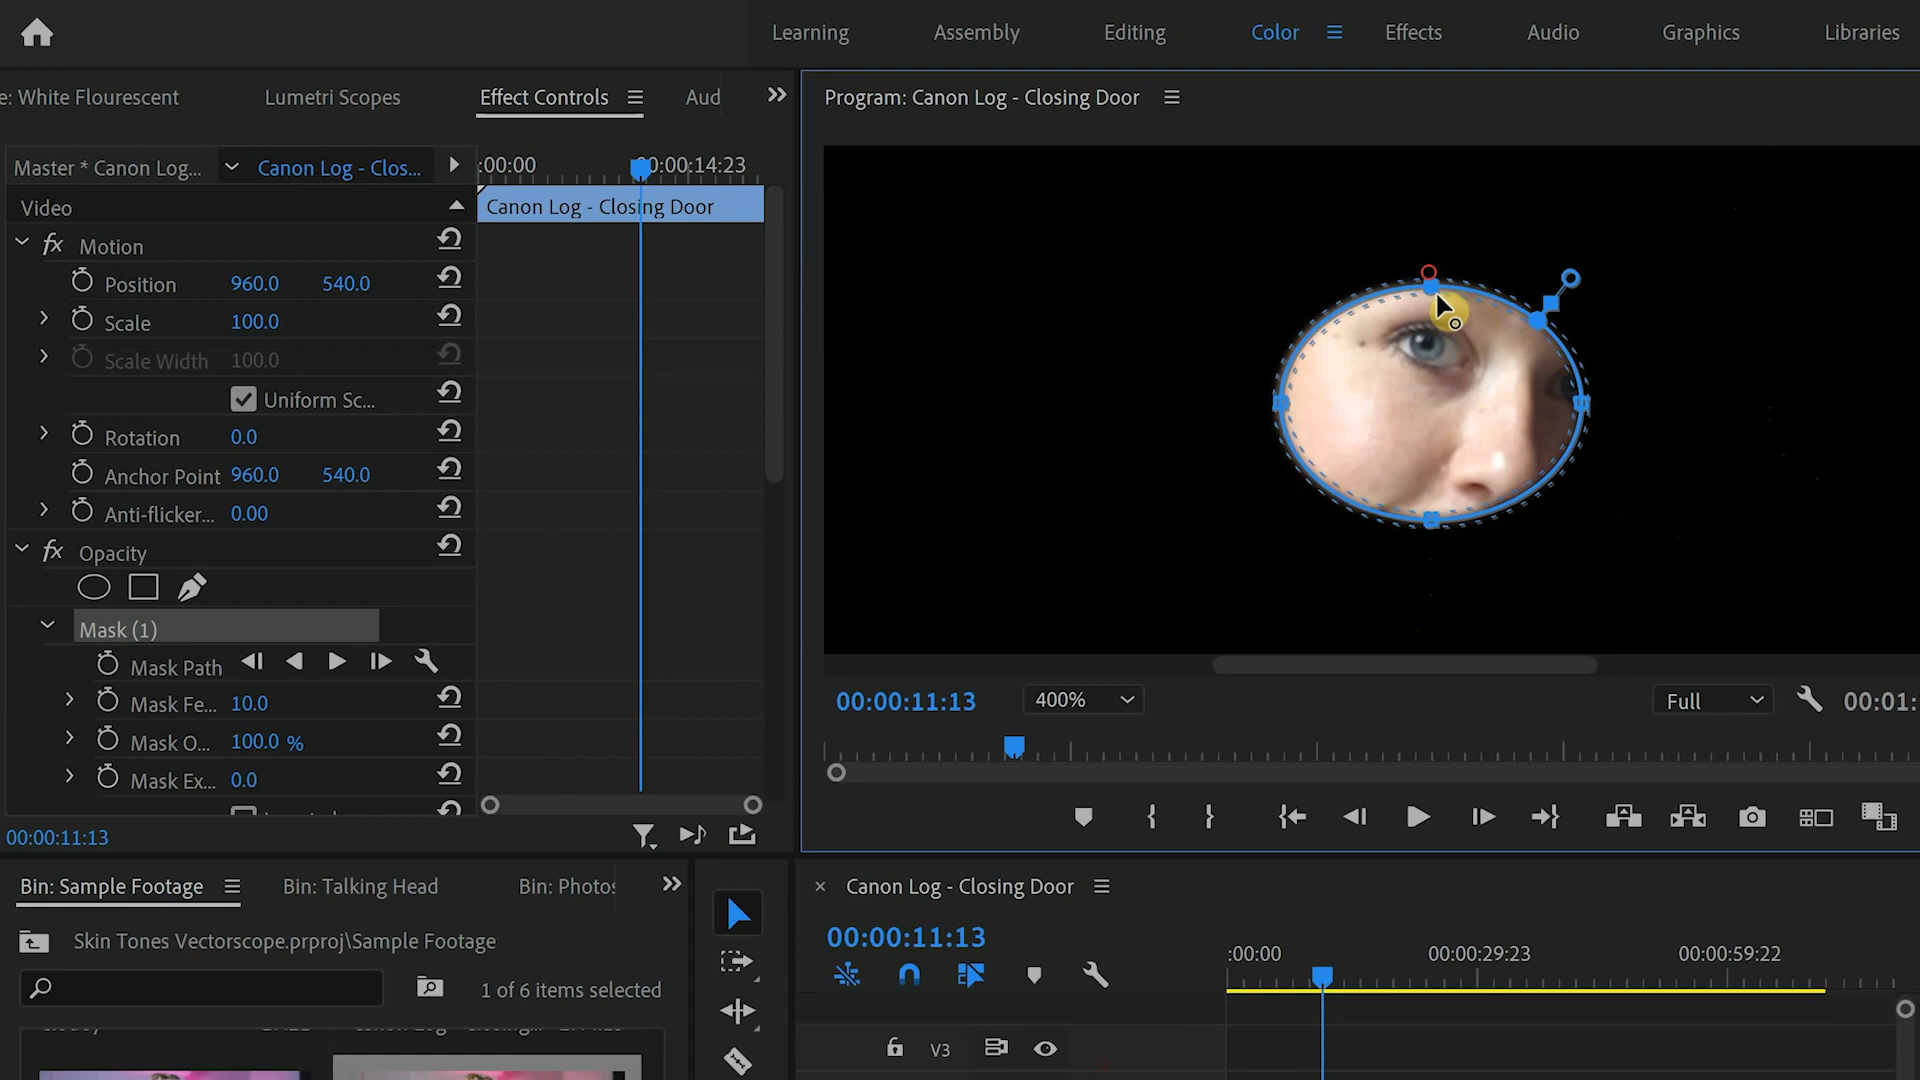 Learning Assembly Editing Color Effects Audio Graphics Libraries
e: White Flourescent Lumetri Scopes Effect Controls Aud
Program: Canon Log - Closing Door
Master * Canon Log... Canon Log - Clos... :00:00 00:00:14:23
Video
Canon Log - Closing Door
fx Motion
Position 960.0 540.0
Scale 100.0
Scale Width 100.0
Uniform Sc...
Rotation 0.0
Anchor Point 960.0 540.0
Anti-flicker... 0.00
fx Opacity
Mask (1)
Mask Path
Mask Fe... 10.0
Mask O... 100.0 %
Mask Ex... 0.0
00:00:11:13
00:00:11:13 400% Full 00:01:
Bin: Sample Footage Bin: Talking Head Bin: Photos
Skin Tones Vectorscope.prproj\Sample Footage
1 of 6 items selected
× Canon Log - Closing Door
00:00:11:13
:00:00 00:00:29:23 00:00:59:22
V3